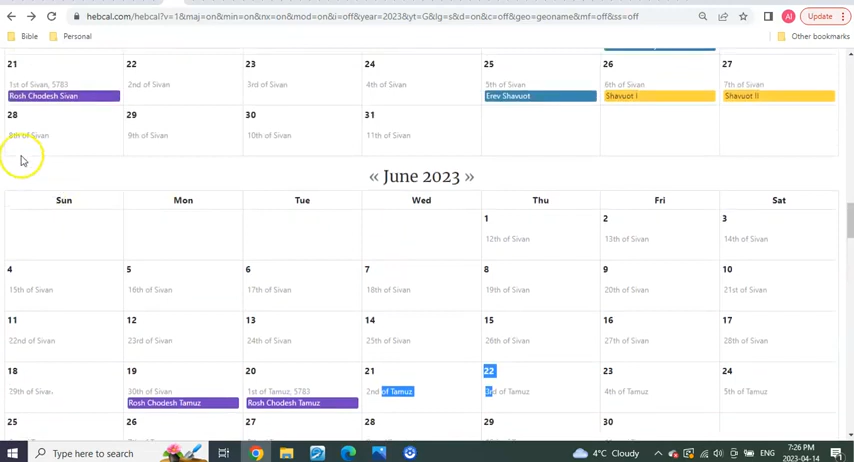 hebcal.com/hebcal?v=1&maj=on&min=on&nx=on&mod=on&i=off&year=2023&yt=G&lg=s&d=on&c=off&geo=geoname&mf=off&ss=off
AI
Update
Bible Personal Other bookmarks
21 22 23 24 25 26 27
1st of Sivan, 5783 2nd of Sivan 3rd of Sivan 4th of Sivan 5th of Sivan 6th of Sivan 7th of Sivan
Rosh Chodesh Sivan Erev Shavuot Shavuot I Shavuot II
28 29 30 31
8th of Sivan 9th of Sivan 10th of Sivan 11th of Sivan
« June 2023 »
Sun Mon Tue Wed Thu Fri Sat
1 2 3
12th of Sivan 13th of Sivan 14th of Sivan
4 5 6 7 8 9 10
15th of Sivan 16th of Sivan 17th of Sivan 18th of Sivan 19th of Sivan 20th of Sivan 21st of Sivan
11 12 13 14 15 16 17
22nd of Sivan 23rd of Sivan 24th of Sivan 25th of Sivan 26th of Sivan 27th of Sivan 28th of Sivan
18 19 20 21 22 23 24
29th of Sivan 30th of Sivan 1st of Tamuz, 5783 2nd of Tamuz 3rd of Tamuz 4th of Tamuz 5th of Tamuz
Rosh Chodesh Tamuz Rosh Chodesh Tamuz
25 26 27 28 29 30
Type here to search
4°C Cloudy
ENG
7:26 PM
2023-04-14